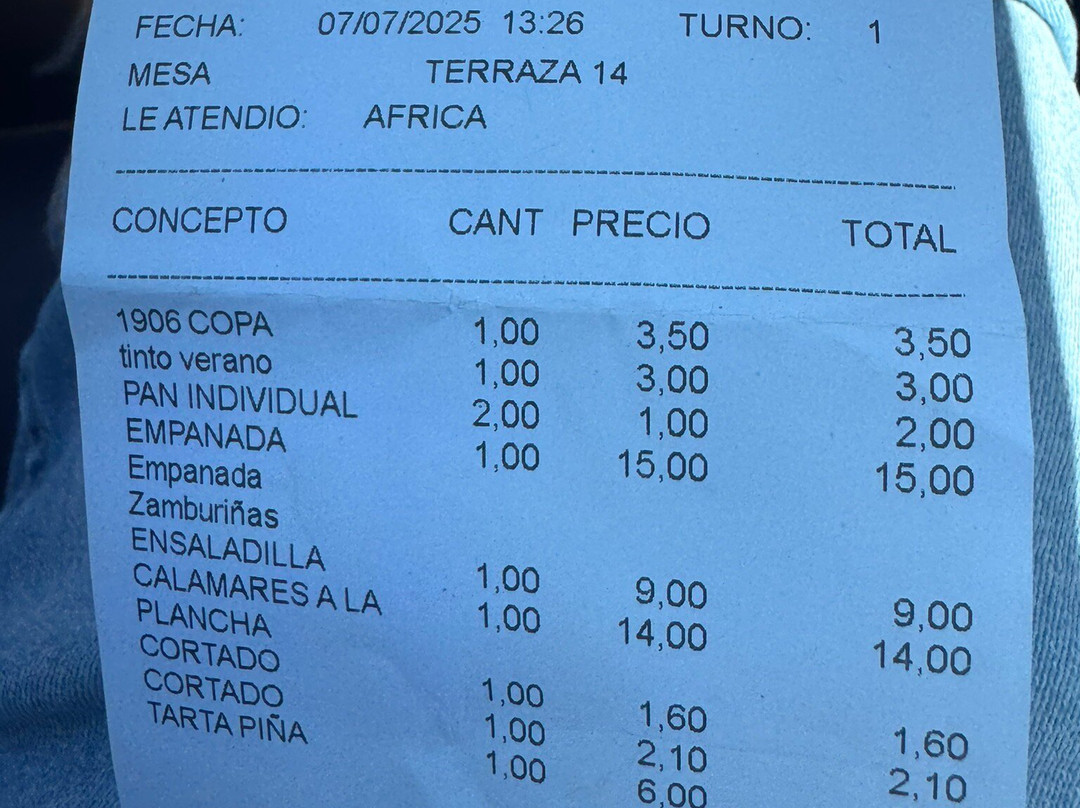 FECHA: 07/07/2025 13:26 TURNO: 1
MESA TERRAZA 14
LE ATENDIO: AFRICA
CONCEPTO CANT PRECIO TOTAL
1906 COPA 1,00 3,50 3,50
tinto verano 1,00 3,00 3,00
PAN INDIVIDUAL 2,00 1,00 2,00
EMPANADA 1,00 15,00 15,00
Empanada
Zamburiñas
ENSALADILLA 1,00 9,00 9,00
CALAMARES A LA 1,00 14,00 14,00
PLANCHA
CORTADO 1,00 1,60 1,60
CORTADO 1,00 2,10 2,10
TARTA PIÑA 1,00 6,00